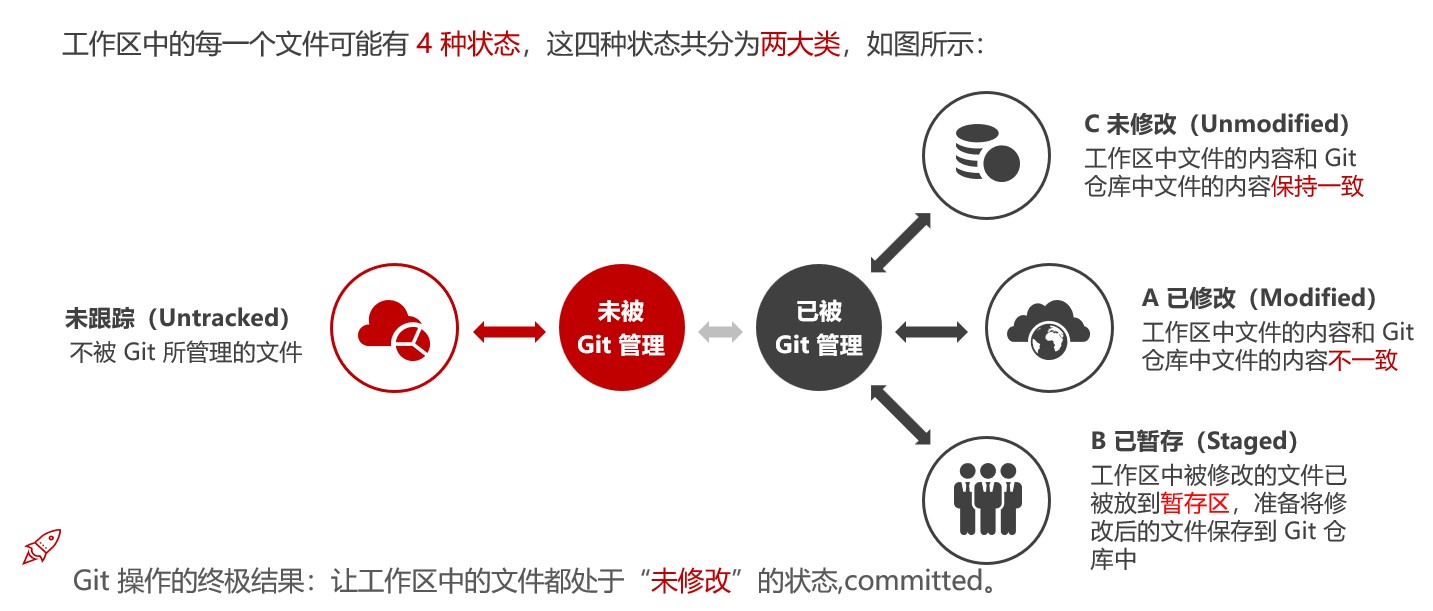 工作区中的每一个文件可能有 4 种状态，这四种状态共分为两大类，如图所示：
C 未修改（Unmodified）
工作区中文件的内容和 Git
仓库中文件的内容保持一致
未跟踪（Untracked）
不被 Git 所管理的文件
未被
Git 管理
已被
Git 管理
A 已修改（Modified）
工作区中文件的内容和 Git
仓库中文件的内容不一致
B 已暂存（Staged）
工作区中被修改的文件已
被放到暂存区，准备将修
改后的文件保存到 Git 仓
库中
Git 操作的终极结果：让工作区中的文件都处于“未修改”的状态,committed。